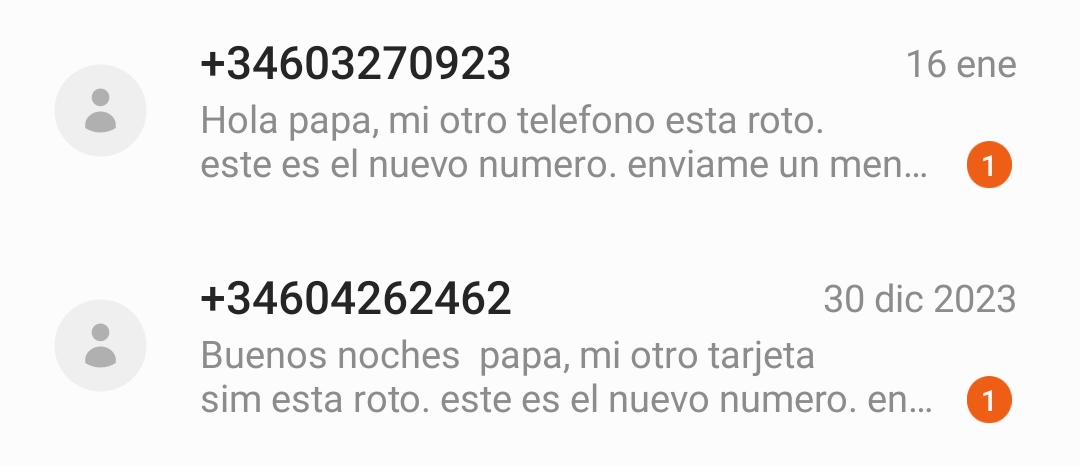 +34603270923
16 ene
Hola papa, mi otro telefono esta roto.
este es el nuevo numero. enviame un men...
1
+34604262462
30 dic 2023
Buenos noches  papa, mi otro tarjeta
sim esta roto. este es el nuevo numero. en...
1